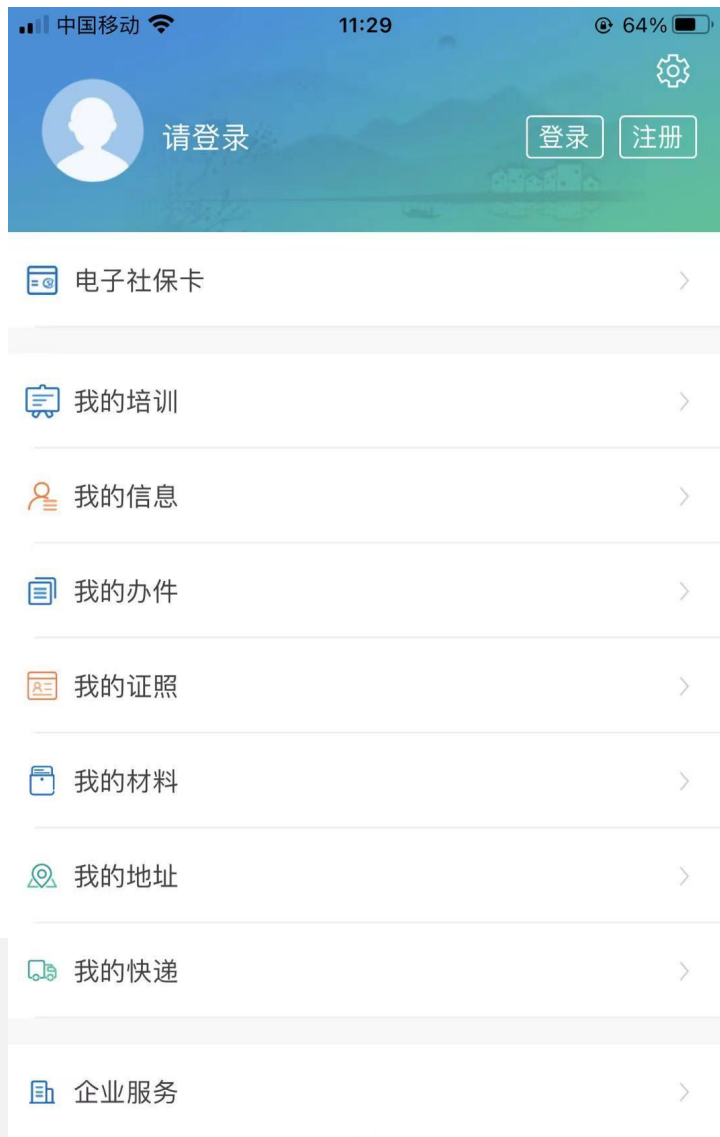 中国移动 11:29 64%
请登录 登录 注册
电子社保卡
我的培训
我的信息
我的办件
我的证照
我的材料
我的地址
我的快递
企业服务